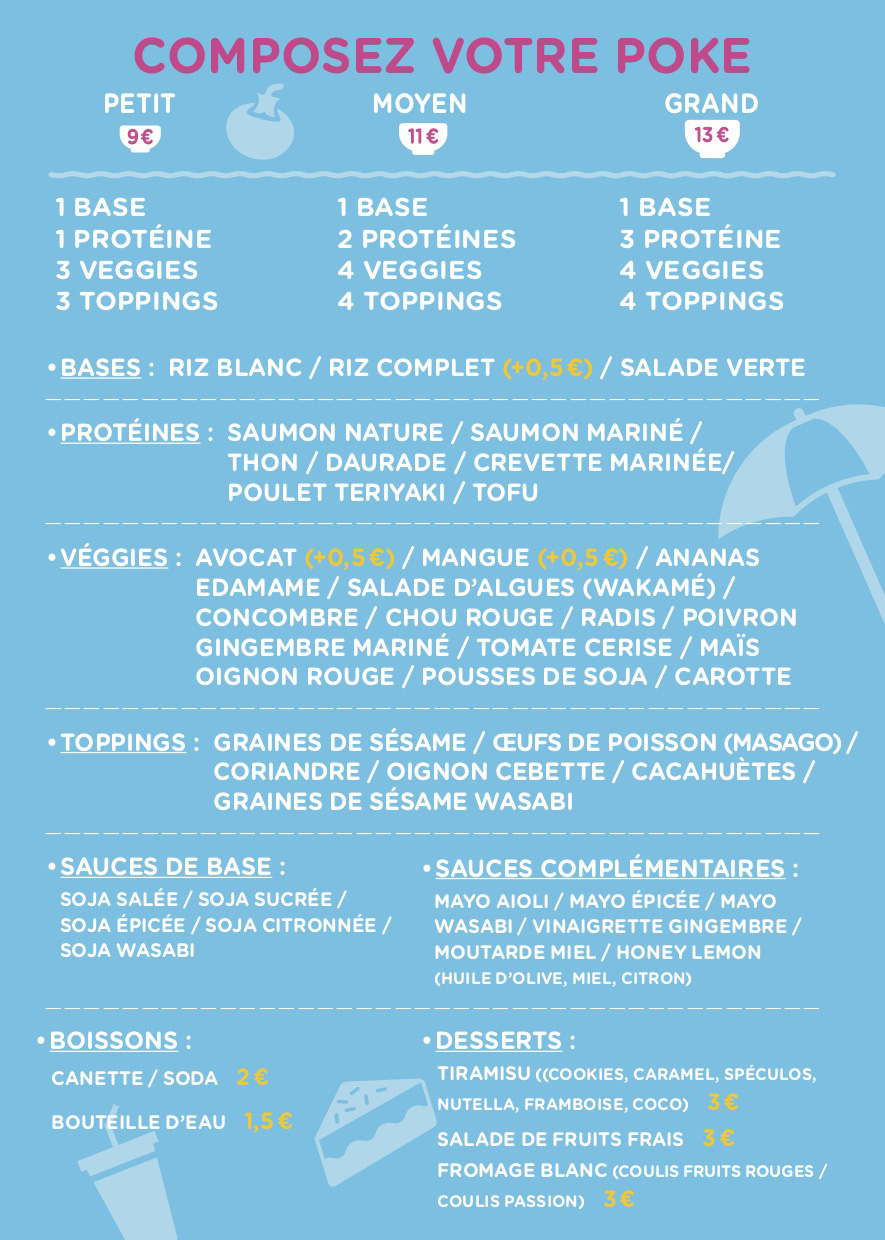 COMPOSEZ VOTRE POKE
PETIT MOYEN GRAND
9€ 11€ 13€
1 BASE 1 BASE 1 BASE
1 PROTÉINE 2 PROTÉINES 3 PROTÉINE
3 VEGGIES 4 VEGGIES 4 VEGGIES
3 TOPPINGS 4 TOPPINGS 4 TOPPINGS
• BASES : RIZ BLANC / RIZ COMPLET (+0,5€) / SALADE VERTE
• PROTÉINES : SAUMON NATURE / SAUMON MARINÉ /
THON / DAURADE / CREVETTE MARINÉE/
POULET TERIYAKI / TOFU
• VÉGGIES : AVOCAT (+0,5€) / MANGUE (+0,5€) / ANANAS
EDAMAME / SALADE D'ALGUES (WAKAMÉ) /
CONCOMBRE / CHOU ROUGE / RADIS / POIVRON
GINGEMBRE MARINÉ / TOMATE CERISE / MAÏS
OIGNON ROUGE / POUSSES DE SOJA / CAROTTE
• TOPPINGS : GRAINES DE SÉSAME / ŒUFS DE POISSON (MASAGO) /
CORIANDRE / OIGNON CEBETTE / CACAHUÈTES /
GRAINES DE SÉSAME WASABI
• SAUCES DE BASE :
SOJA SALÉE / SOJA SUCRÉE /
SOJA ÉPICÉE / SOJA CITRONNÉE /
SOJA WASABI
• SAUCES COMPLÉMENTAIRES :
MAYO AIOLI / MAYO ÉPICÉE / MAYO
WASABI / VINAIGRETTE GINGEMBRE /
MOUTARDE MIEL / HONEY LEMON
(HUILE D'OLIVE, MIEL, CITRON)
• BOISSONS :
CANETTE / SODA 2€
BOUTEILLE D'EAU 1,5€
• DESSERTS :
TIRAMISU ((COOKIES, CARAMEL, SPÉCULOS,
NUTELLA, FRAMBOISE, COCO) 3€
SALADE DE FRUITS FRAIS 3€
FROMAGE BLANC (COULIS FRUITS ROUGES /
COULIS PASSION) 3€